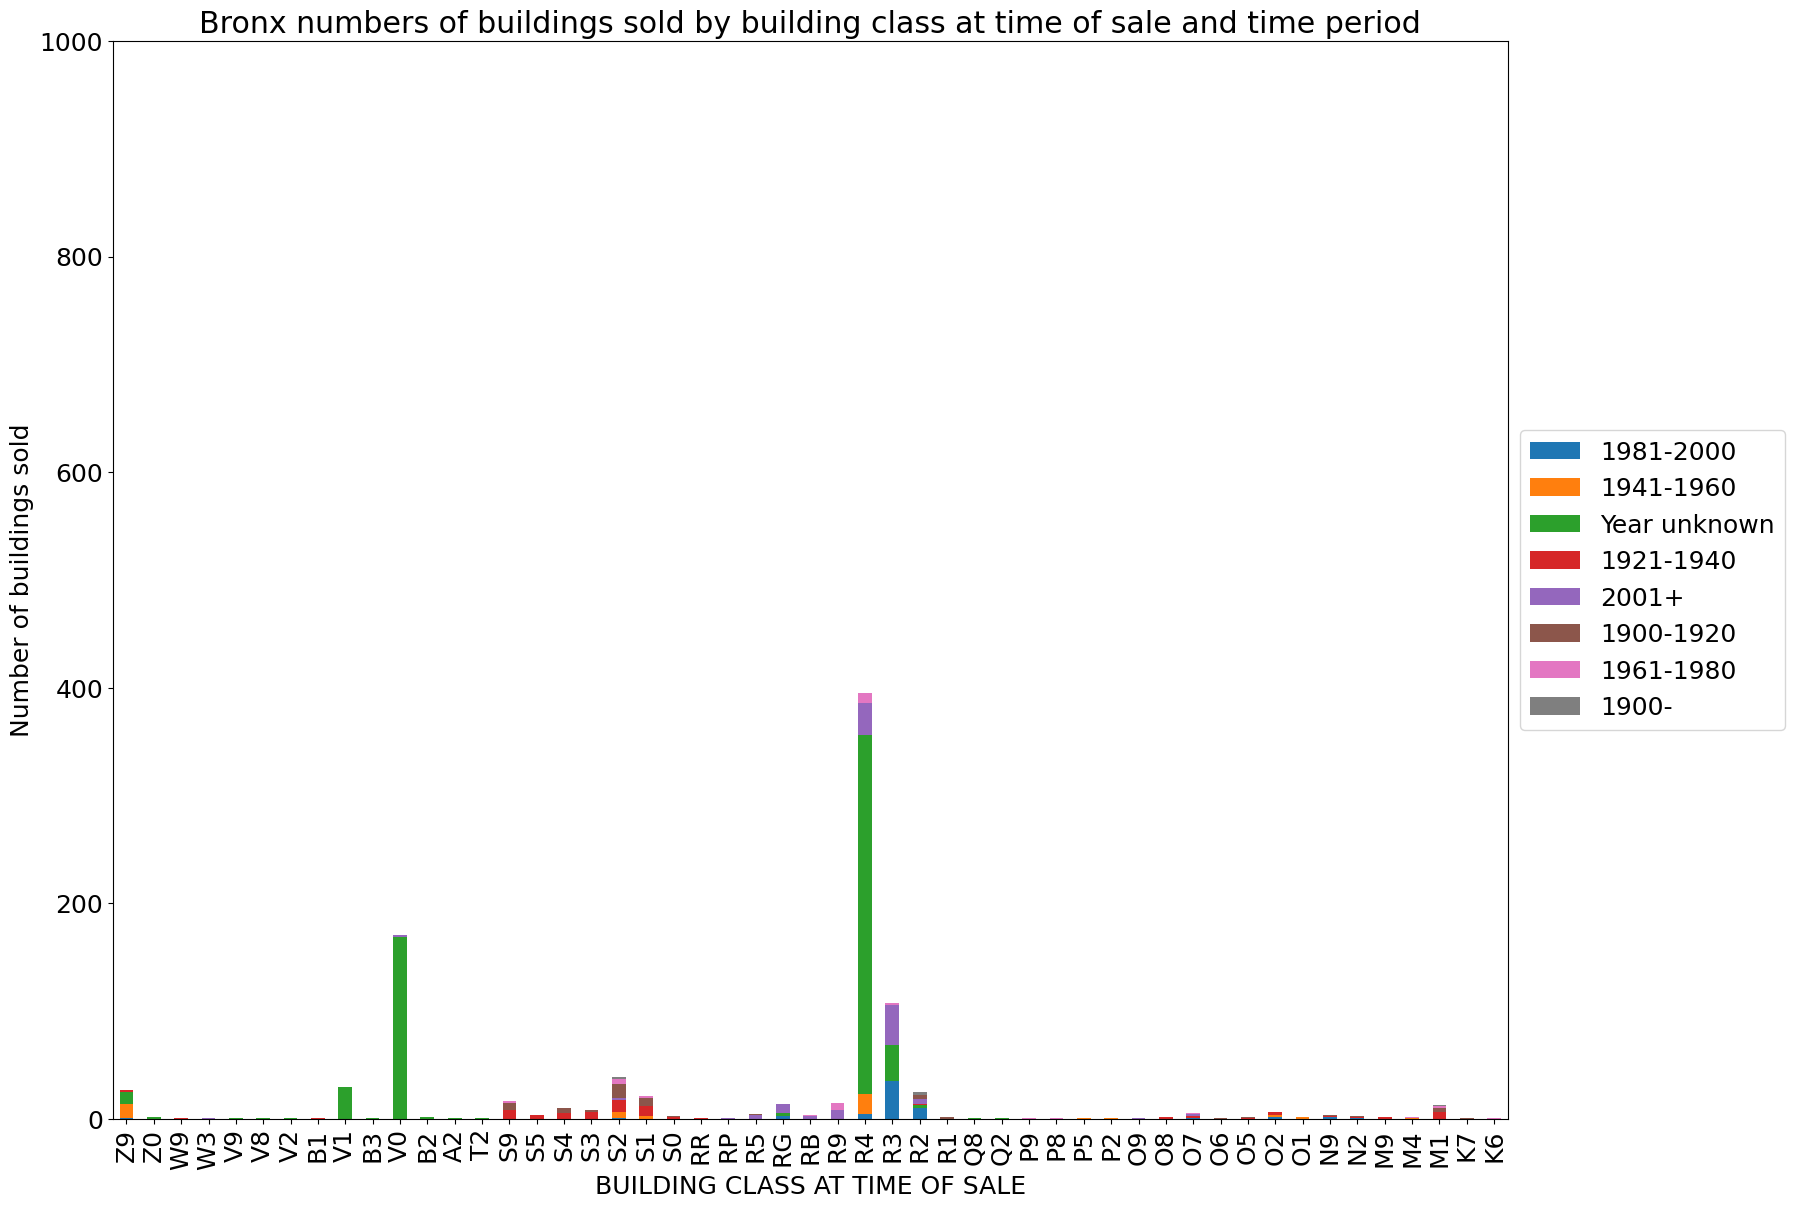 Bronx numbers of buildings sold by building class at time of sale and time period
1000
800
600
400
200
0
Number of buildings sold
Z9
Z0
W9
W3
V9
V8
V2
B1
V1
B3
V0
B2
A2
T2
S9
S5
S4
S3
S2
S1
S0
RR
RP
R5
RG
RB
R9
R4
R3
R2
R1
Q8
Q2
P9
P8
P5
P2
O9
O8
O7
O6
O5
O2
O1
N9
N2
M9
M4
M1
K7
K6
BUILDING CLASS AT TIME OF SALE
1981-2000
1941-1960
Year unknown
1921-1940
2001+
1900-1920
1961-1980
1900-